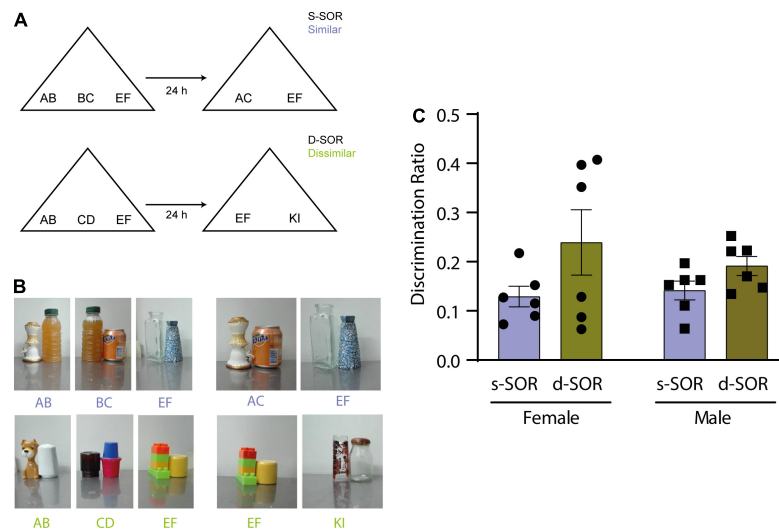 A
S-SOR
Similar
AB BC EF
24 h
AC EF
D-SOR
Dissimilar
AB CD EF
24 h
EF KI
B
AB BC EF AC EF
AB CD EF EF KI
C
Discrimination Ratio
0.5
0.4
0.3
0.2
0.1
0.0
s-SOR d-SOR s-SOR d-SOR
Female Male